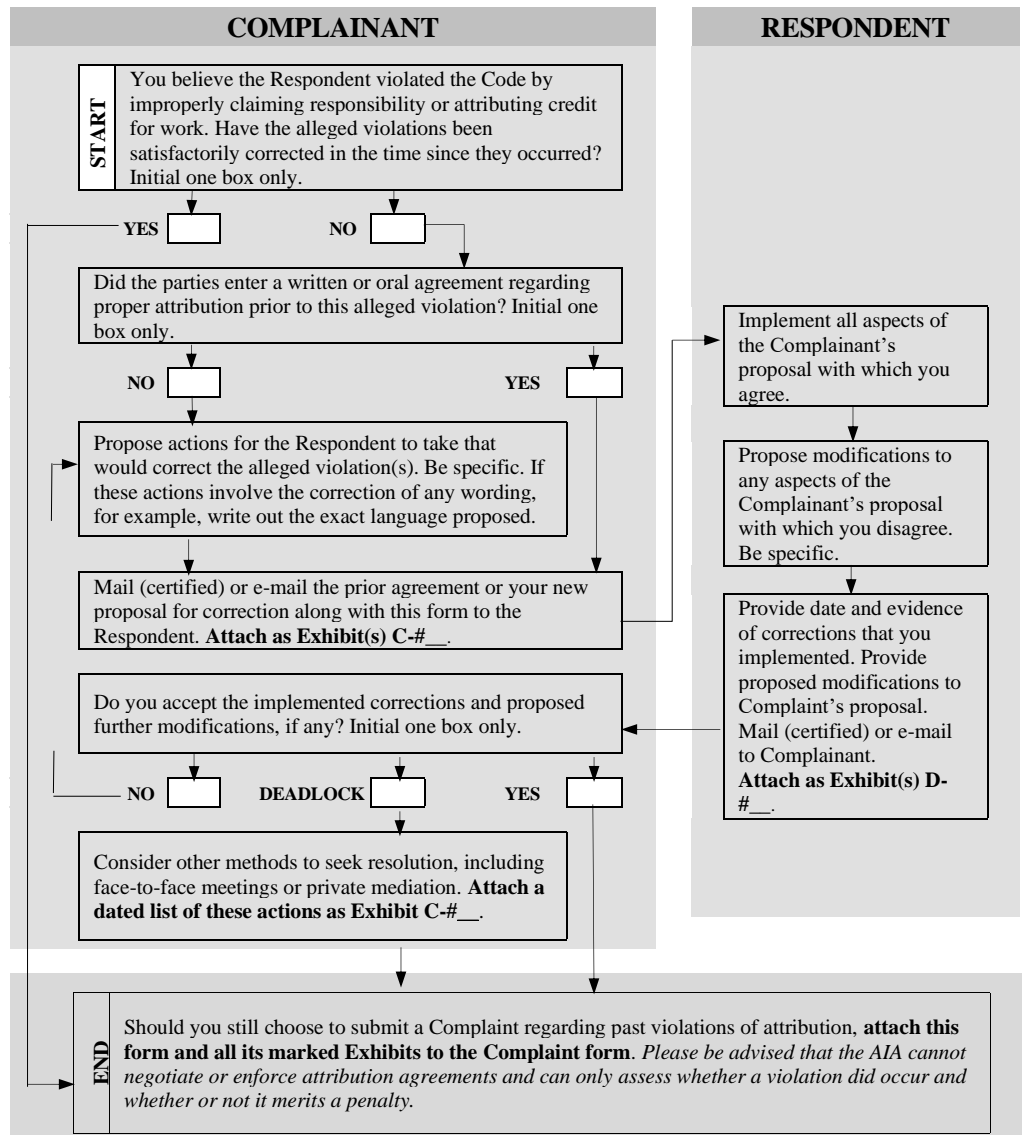 COMPLAINANT
START
You believe the Respondent violated the Code by
improperly claiming responsibility or attributing credit
for work. Have the alleged violations been
satisfactorily corrected in the time since they occurred?
Initial one box only.
YES
NO
Did the parties enter a written or oral agreement regarding
proper attribution prior to this alleged violation? Initial one
box only.
NO
YES
Propose actions for the Respondent to take that
would correct the alleged violation(s). Be specific. If
these actions involve the correction of any wording,
for example, write out the exact language proposed.
Mail (certified) or e-mail the prior agreement or your new
proposal for correction along with this form to the
Respondent. Attach as Exhibit(s) C-#__.
Do you accept the implemented corrections and proposed
further modifications, if any? Initial one box only.
NO
DEADLOCK
YES
Consider other methods to seek resolution, including
face-to-face meetings or private mediation. Attach a
dated list of these actions as Exhibit C-#__.
RESPONDENT
Implement all aspects of
the Complainant's
proposal with which you
agree.
Propose modifications to
any aspects of the
Complainant's proposal
with which you disagree.
Be specific.
Provide date and evidence
of corrections that you
implemented. Provide
proposed modifications to
Complaint's proposal.
Mail (certified) or e-mail
to Complainant.
Attach as Exhibit(s) D-
#__.
END
Should you still choose to submit a Complaint regarding past violations of attribution, attach this
form and all its marked Exhibits to the Complaint form. Please be advised that the AIA cannot
negotiate or enforce attribution agreements and can only assess whether a violation did occur and
whether or not it merits a penalty.